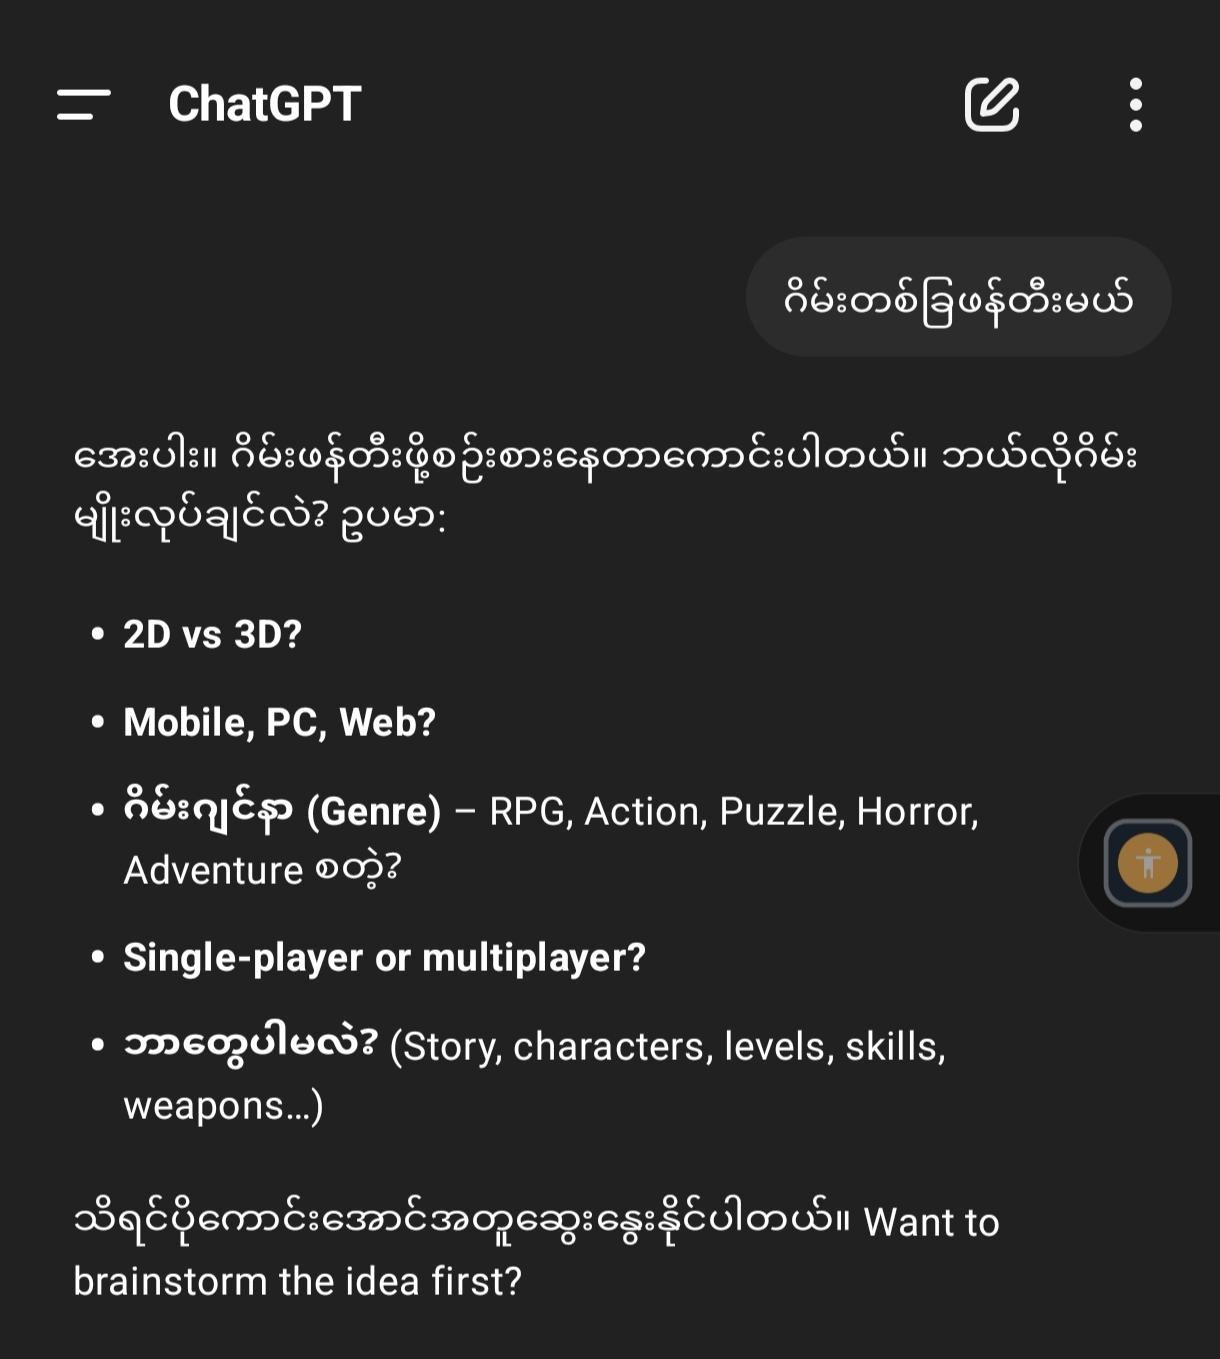 ChatGPT
ဂိမ်းတစ်ခြဖန်တီးမယ်
အေးပါး။ ဂိမ်းဖန်တီးဖို့စဉ်းစားနေတာကောင်းပါတယ်။ ဘယ်လိုဂိမ်း
မျိုးလုပ်ချင်လဲ? ဥပမာ:
• 2D vs 3D?
• Mobile, PC, Web?
• ဂိမ်းဂျင်နာ (Genre) – RPG, Action, Puzzle, Horror,
Adventure စတဲ့?
• Single-player or multiplayer?
• ဘာတွေပါမလဲ? (Story, characters, levels, skills,
weapons…)
သိရင်ပိုကောင်းအောင်အတူဆွေးနွေးနိုင်ပါတယ်။ Want to
brainstorm the idea first?